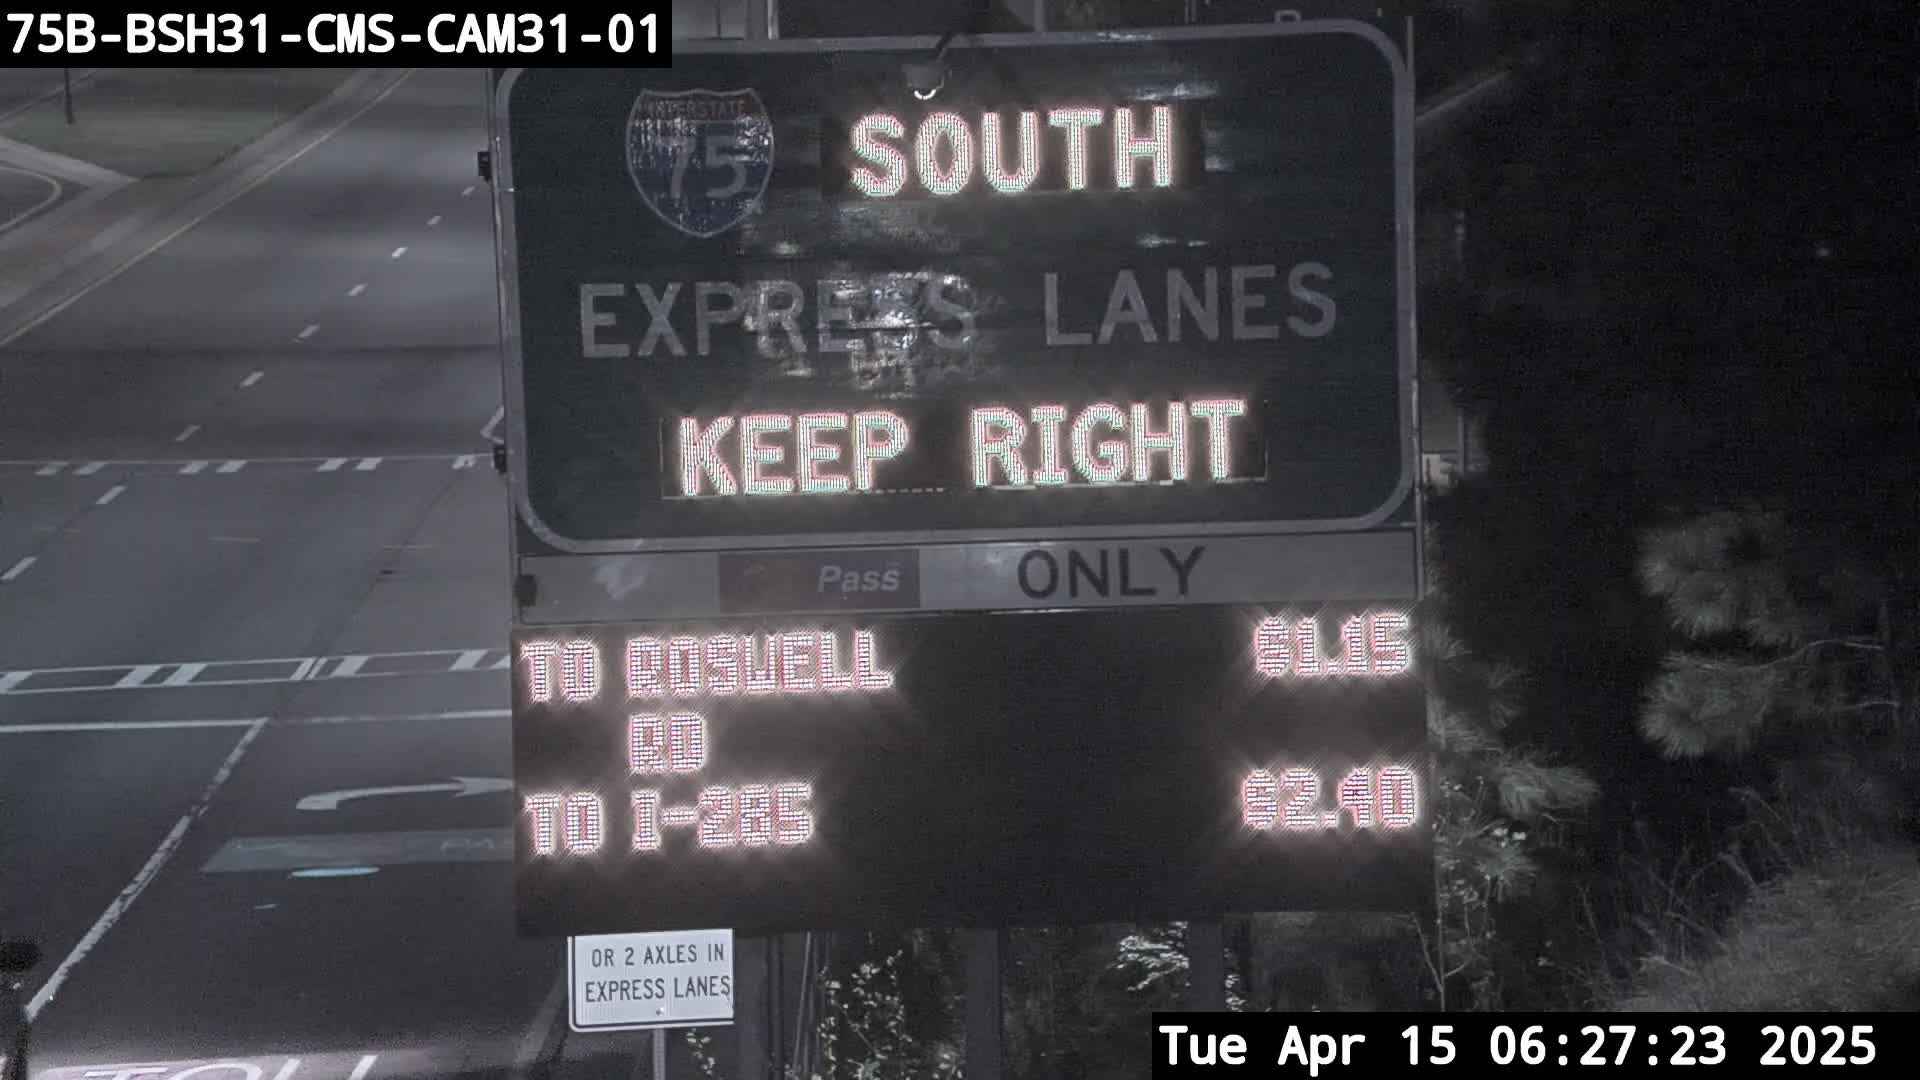 75B-BSH31-CMS-CAM31-01
INTERSTATE
75
SOUTH
EXPRESS LANES
KEEP RIGHT
Pass ONLY
TO ROSWELL $1.15
RD
TO I-285 $2.40
OR 2 AXLES IN
EXPRESS LANES
TOLL
Tue Apr 15 06:27:23 2025